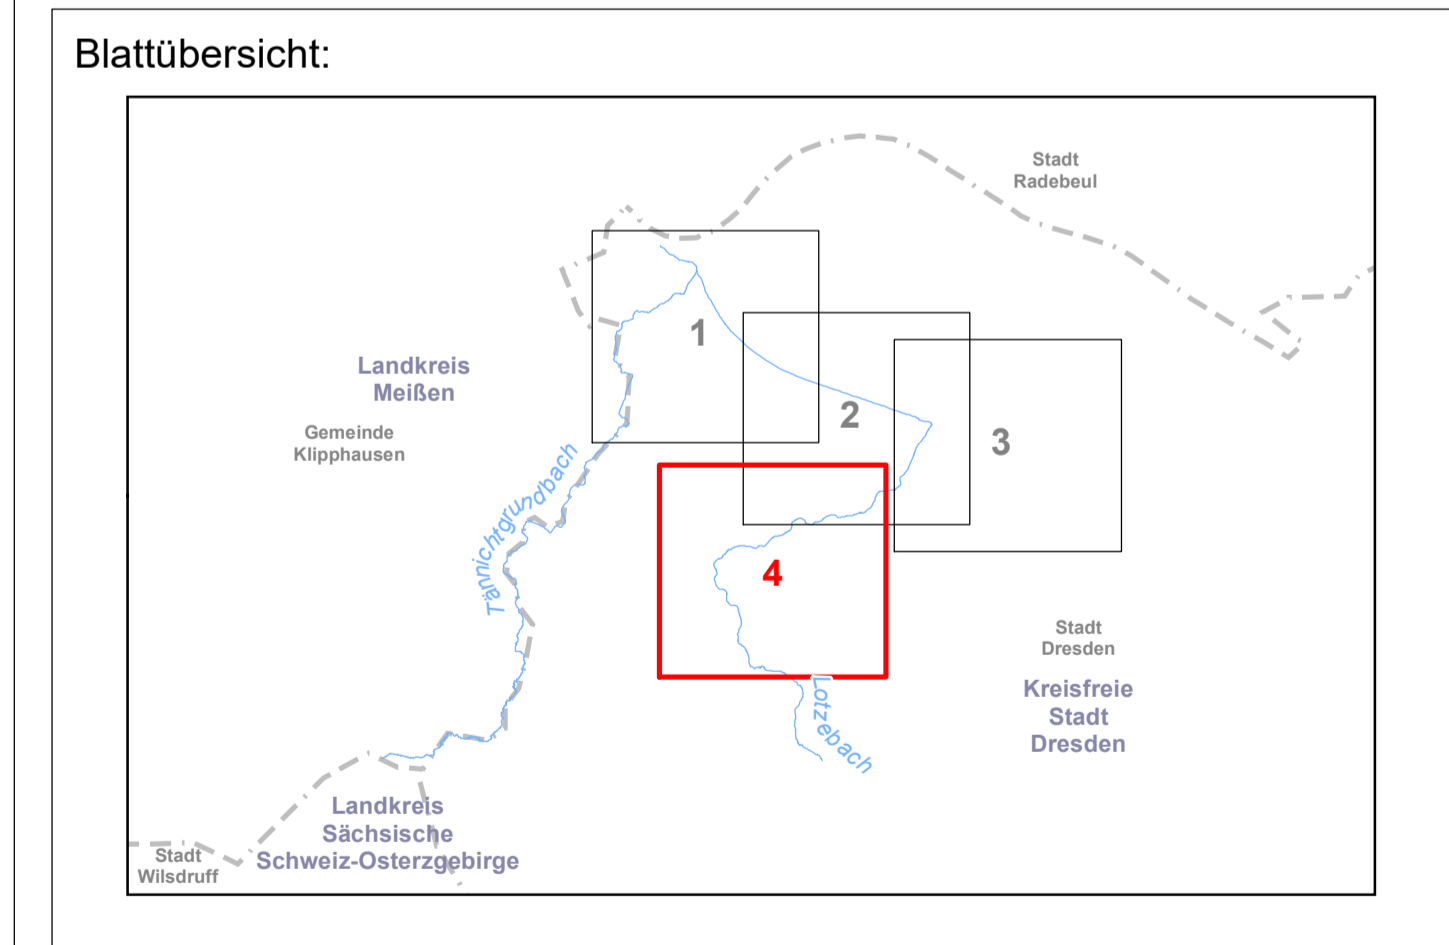 Blattübersicht:
Stadt
Radebeul
1
Landkreis
Meißen
2
Gemeinde
Klipphausen
3
Tännichtgrundbach
4
Stadt
Dresden
Kreisfreie
Stadt
Dresden
Lotzebach
Landkreis
Sächsische
Schweiz-Osterzgebirge
Stadt
Wilsdruff